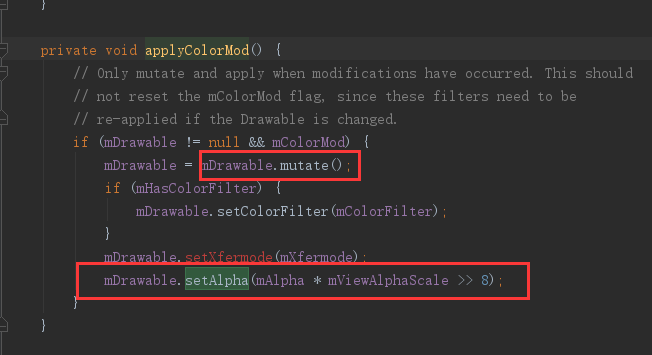 }
private void applyColorMod() {
// Only mutate and apply when modifications have occurred. This should
// not reset the mColorMod flag, since these filters need to be
// re-applied if the Drawable is changed.
if (mDrawable != null && mColorMod) {
mDrawable = mDrawable.mutate();
if (mHasColorFilter) {
mDrawable.setColorFilter(mColorFilter);
}
mDrawable.setXfermode(mXfermode);
mDrawable.setAlpha(mAlpha * mViewAlphaScale >> 8);
}
}